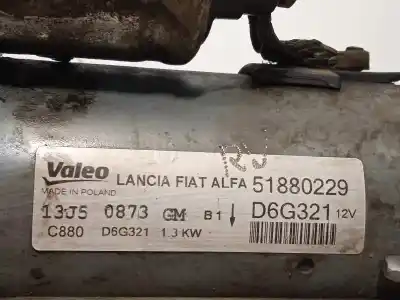 Valeo LANCIA FIAT ALFA 51880229
MADE IN POLAND
13J5 0873 GM B1 D6G321 12V
C880 D6G321 1.3 KW